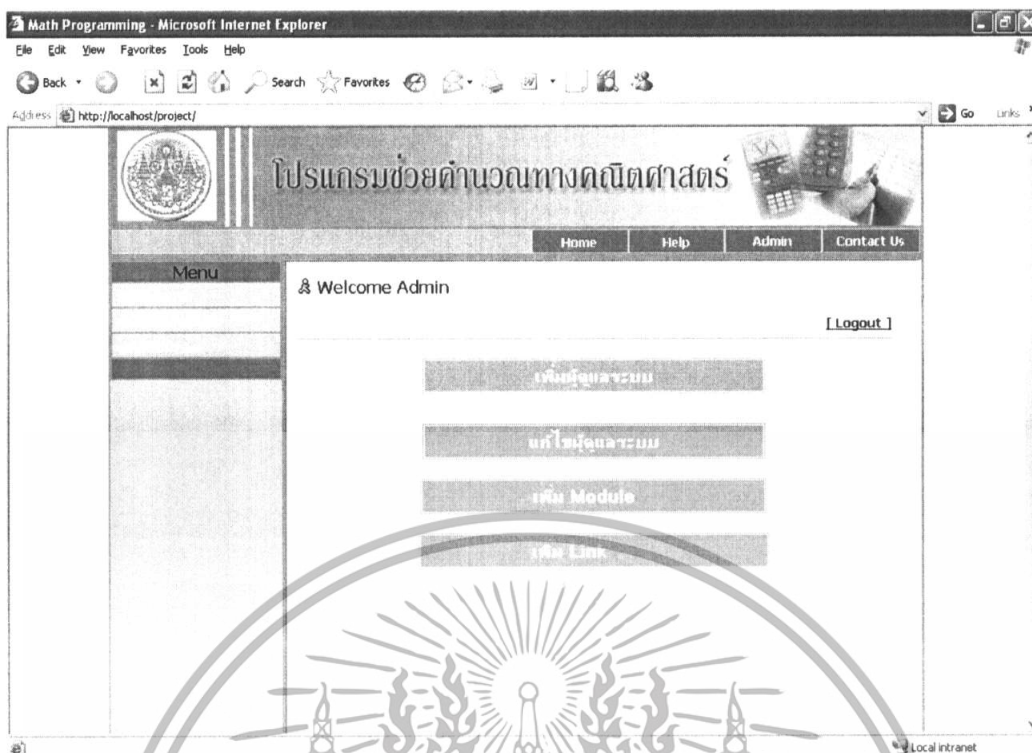 Math Programming - Microsoft Internet Explorer
File Edit View Favorites Tools Help
Back Search Favorites
Address http://localhost/project/ Go Links
โปรแกรมช่วยคำนวณทางคณิตศาสตร์
Home Help Admin Contact Us
Menu
Welcome Admin
[ Logout ]
เพิ่มผู้ดูแลระบบ
แก้ไขผู้ดูแลระบบ
เพิ่ม Module
เพิ่ม Link
Local intranet